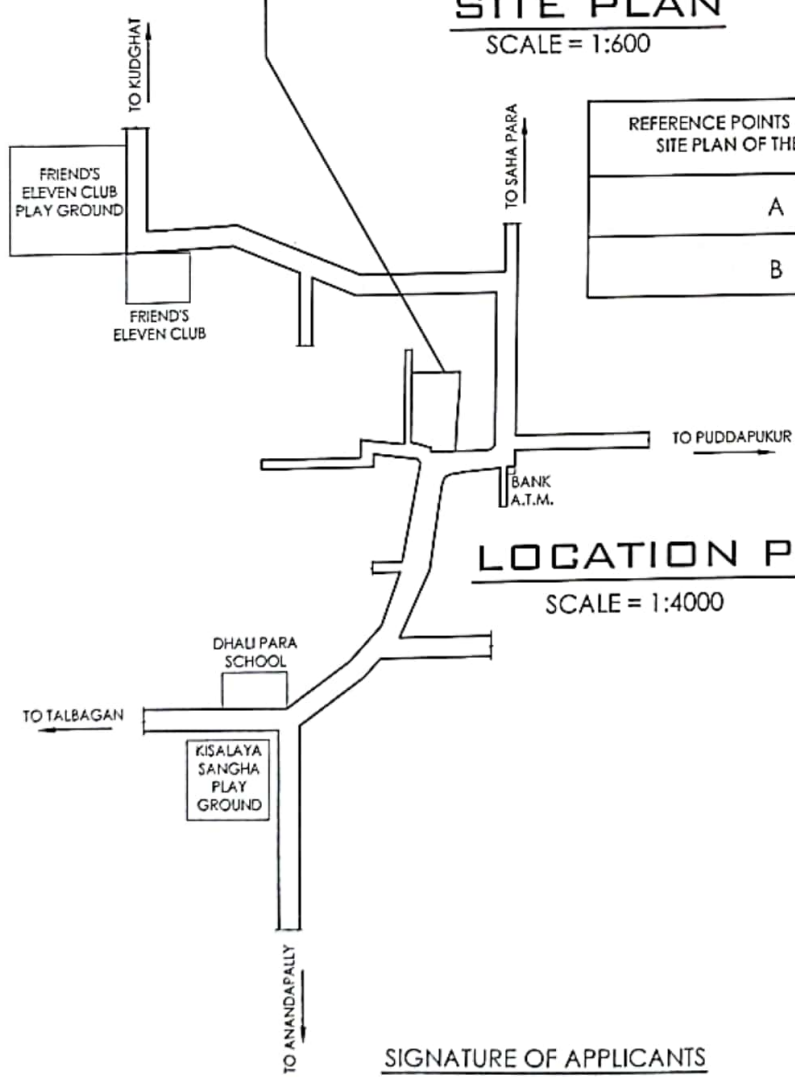 SITE PLAN
SCALE = 1:600
TO KUDGHAT
FRIEND'S
ELEVEN CLUB
PLAY GROUND
FRIEND'S
ELEVEN CLUB
TO SAHA PARA
REFERENCE POINTS
SITE PLAN OF THE
A
B
TO PUDDAPUKUR
BANK
A.T.M.
LOCATION P
SCALE = 1:4000
DHALI PARA
SCHOOL
TO TALBAGAN
KISALAYA
SANGHA
PLAY
GROUND
TO ANANDAPALLY
SIGNATURE OF APPLICANTS